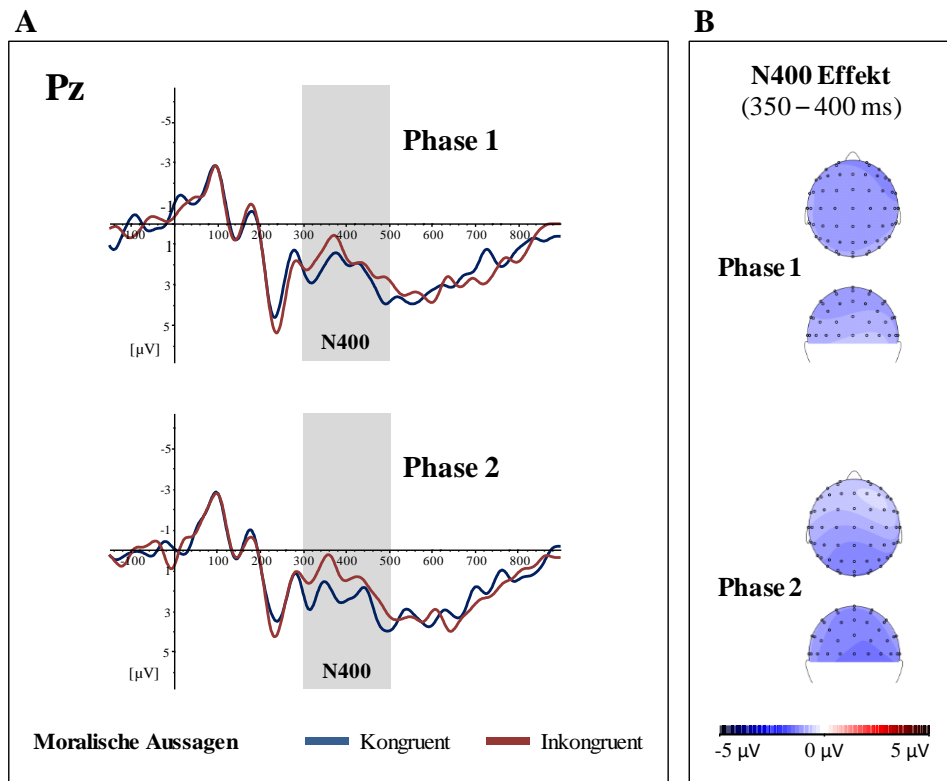 A
B
Pz
N400 Effekt
(350 – 400 ms)
-5
-3
-1
Phase 1
-100 100 200 300 400 500 600 700 800
1
3
5
[µV]
N400
Phase 1
-5
-3
-1
Phase 2
-100 100 200 300 400 500 600 700 800
1
3
5
[µV]
N400
Phase 2
Moralische Aussagen Kongruent Inkongruent
-5 µV 0 µV 5 µV